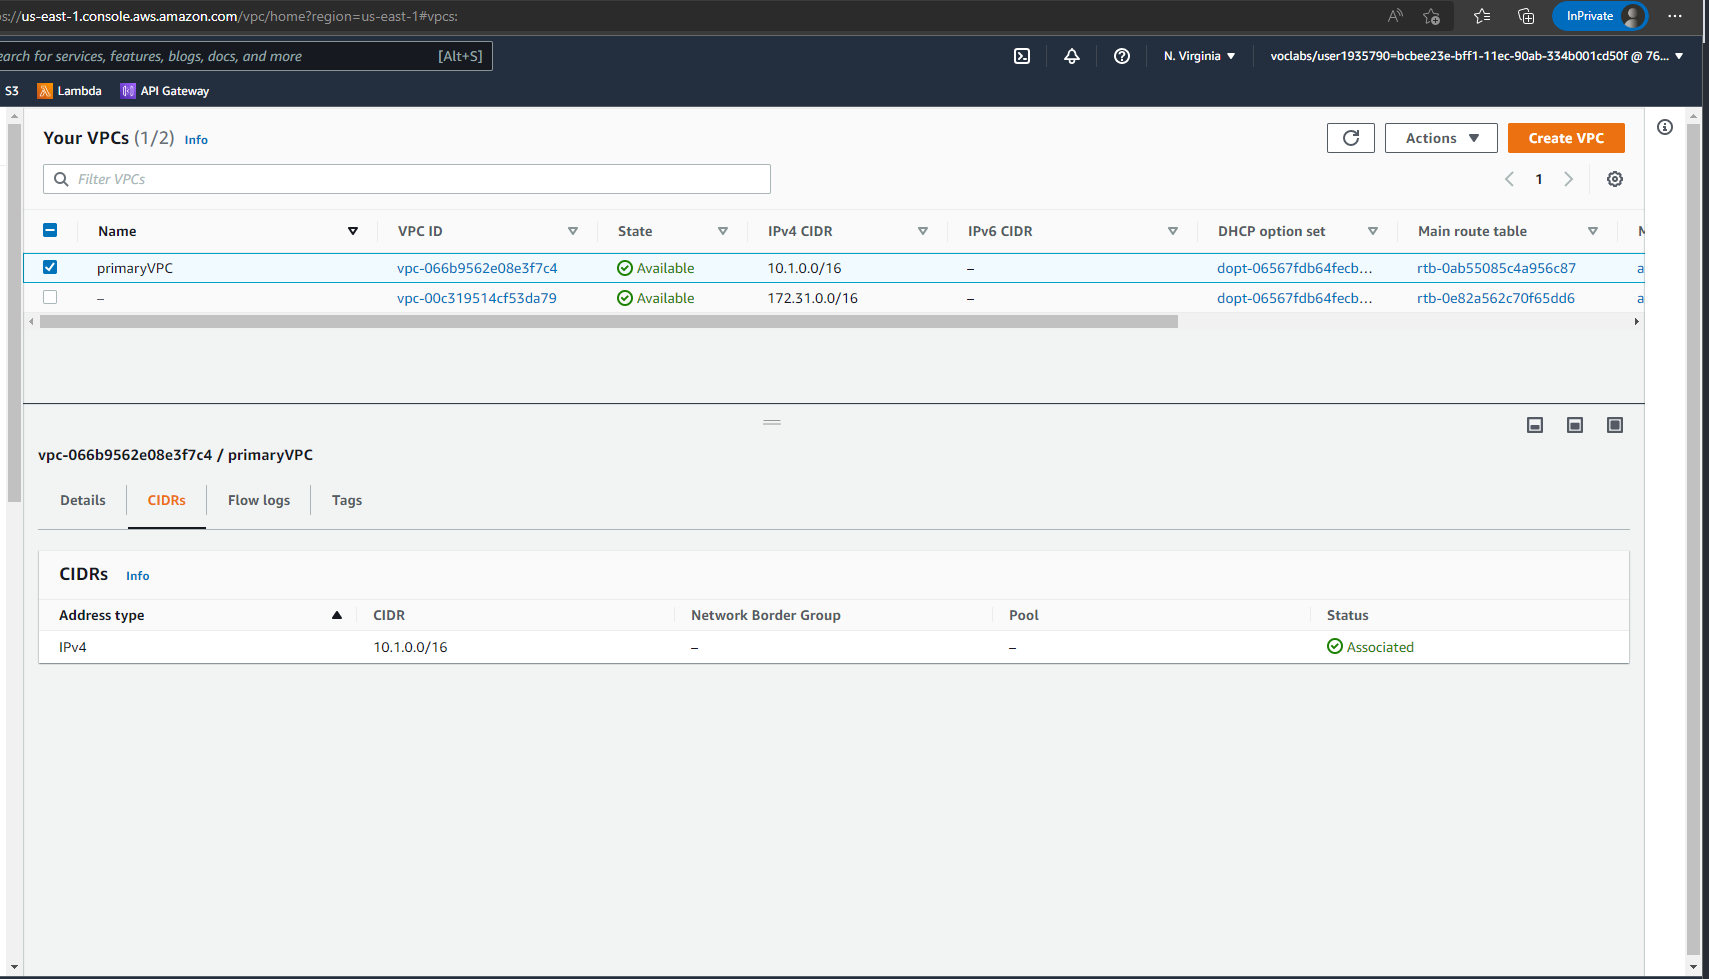 s://us-east-1.console.aws.amazon.com/vpc/home?region=us-east-1#vpcs: InPrivate
earch for services, features, blogs, docs, and more [Alt+S] N. Virginia ▼ voclabs/user1935790=bcbee23e-bff1-11ec-90ab-334b001cd50f @ 76... ▼
S3 Lambda API Gateway
Your VPCs (1/2) Info Actions ▼ Create VPC
Filter VPCs 1
Name VPC ID State IPv4 CIDR IPv6 CIDR DHCP option set Main route table
primaryVPC vpc-066b9562e08e3f7c4 Available 10.1.0.0/16 – dopt-06567fdb64fecb... rtb-0ab55085c4a956c87 a
– vpc-00c319514cf53da79 Available 172.31.0.0/16 – dopt-06567fdb64fecb... rtb-0e82a562c70f65dd6 a
vpc-066b9562e08e3f7c4 / primaryVPC
Details CIDRs Flow logs Tags
CIDRs Info
Address type CIDR Network Border Group Pool Status
IPv4 10.1.0.0/16 – – Associated